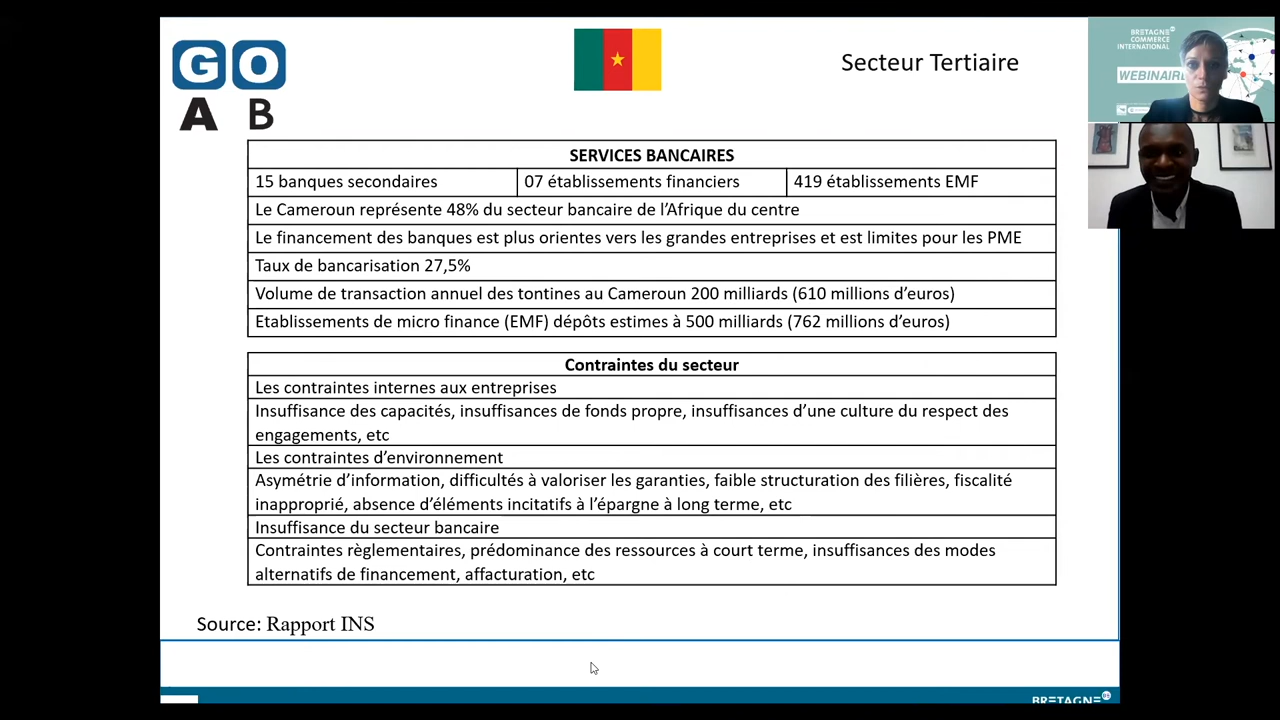 GO
A B
Secteur Tertiaire
BRETAGNE
COMMERCE
INTERNATIONAL
WEBINAIRE
SERVICES BANCAIRES
15 banques secondaires
07 établissements financiers
419 établissements EMF
Le Cameroun représente 48% du secteur bancaire de l’Afrique du centre
Le financement des banques est plus orientes vers les grandes entreprises et est limites pour les PME
Taux de bancarisation 27,5%
Volume de transaction annuel des tontines au Cameroun 200 milliards (610 millions d’euros)
Etablissements de micro finance (EMF) dépôts estimes à 500 milliards (762 millions d’euros)
Contraintes du secteur
Les contraintes internes aux entreprises
Insuffisance des capacités, insuffisances de fonds propre, insuffisances d’une culture du respect des
engagements, etc
Les contraintes d’environnement
Asymétrie d’information, difficultés à valoriser les garanties, faible structuration des filières, fiscalité
inapproprié, absence d’éléments incitatifs à l’épargne à long terme, etc
Insuffisance du secteur bancaire
Contraintes règlementaires, prédominance des ressources à court terme, insuffisances des modes
alternatifs de financement, affacturation, etc
Source: Rapport INS
BRETAGNE